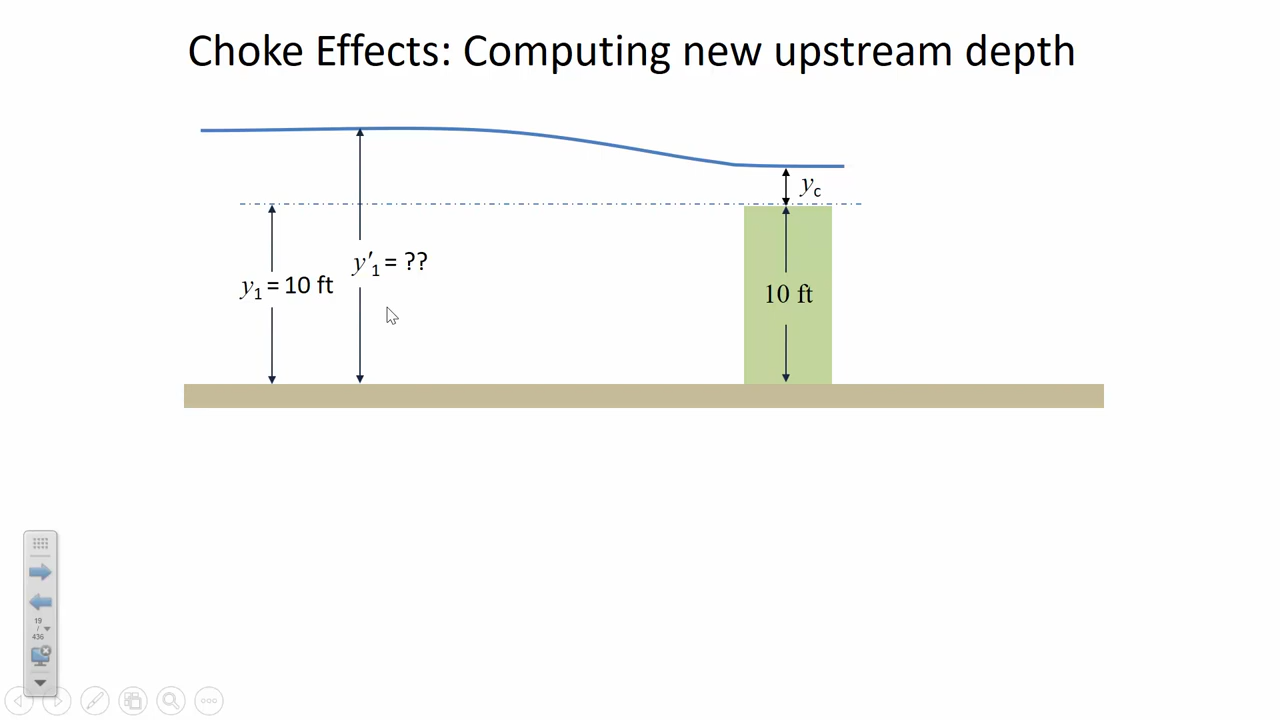 Choke Effects: Computing new upstream depth
y_c
y'_1 = ??
y_1 = 10 ft
10 ft
19
/
436